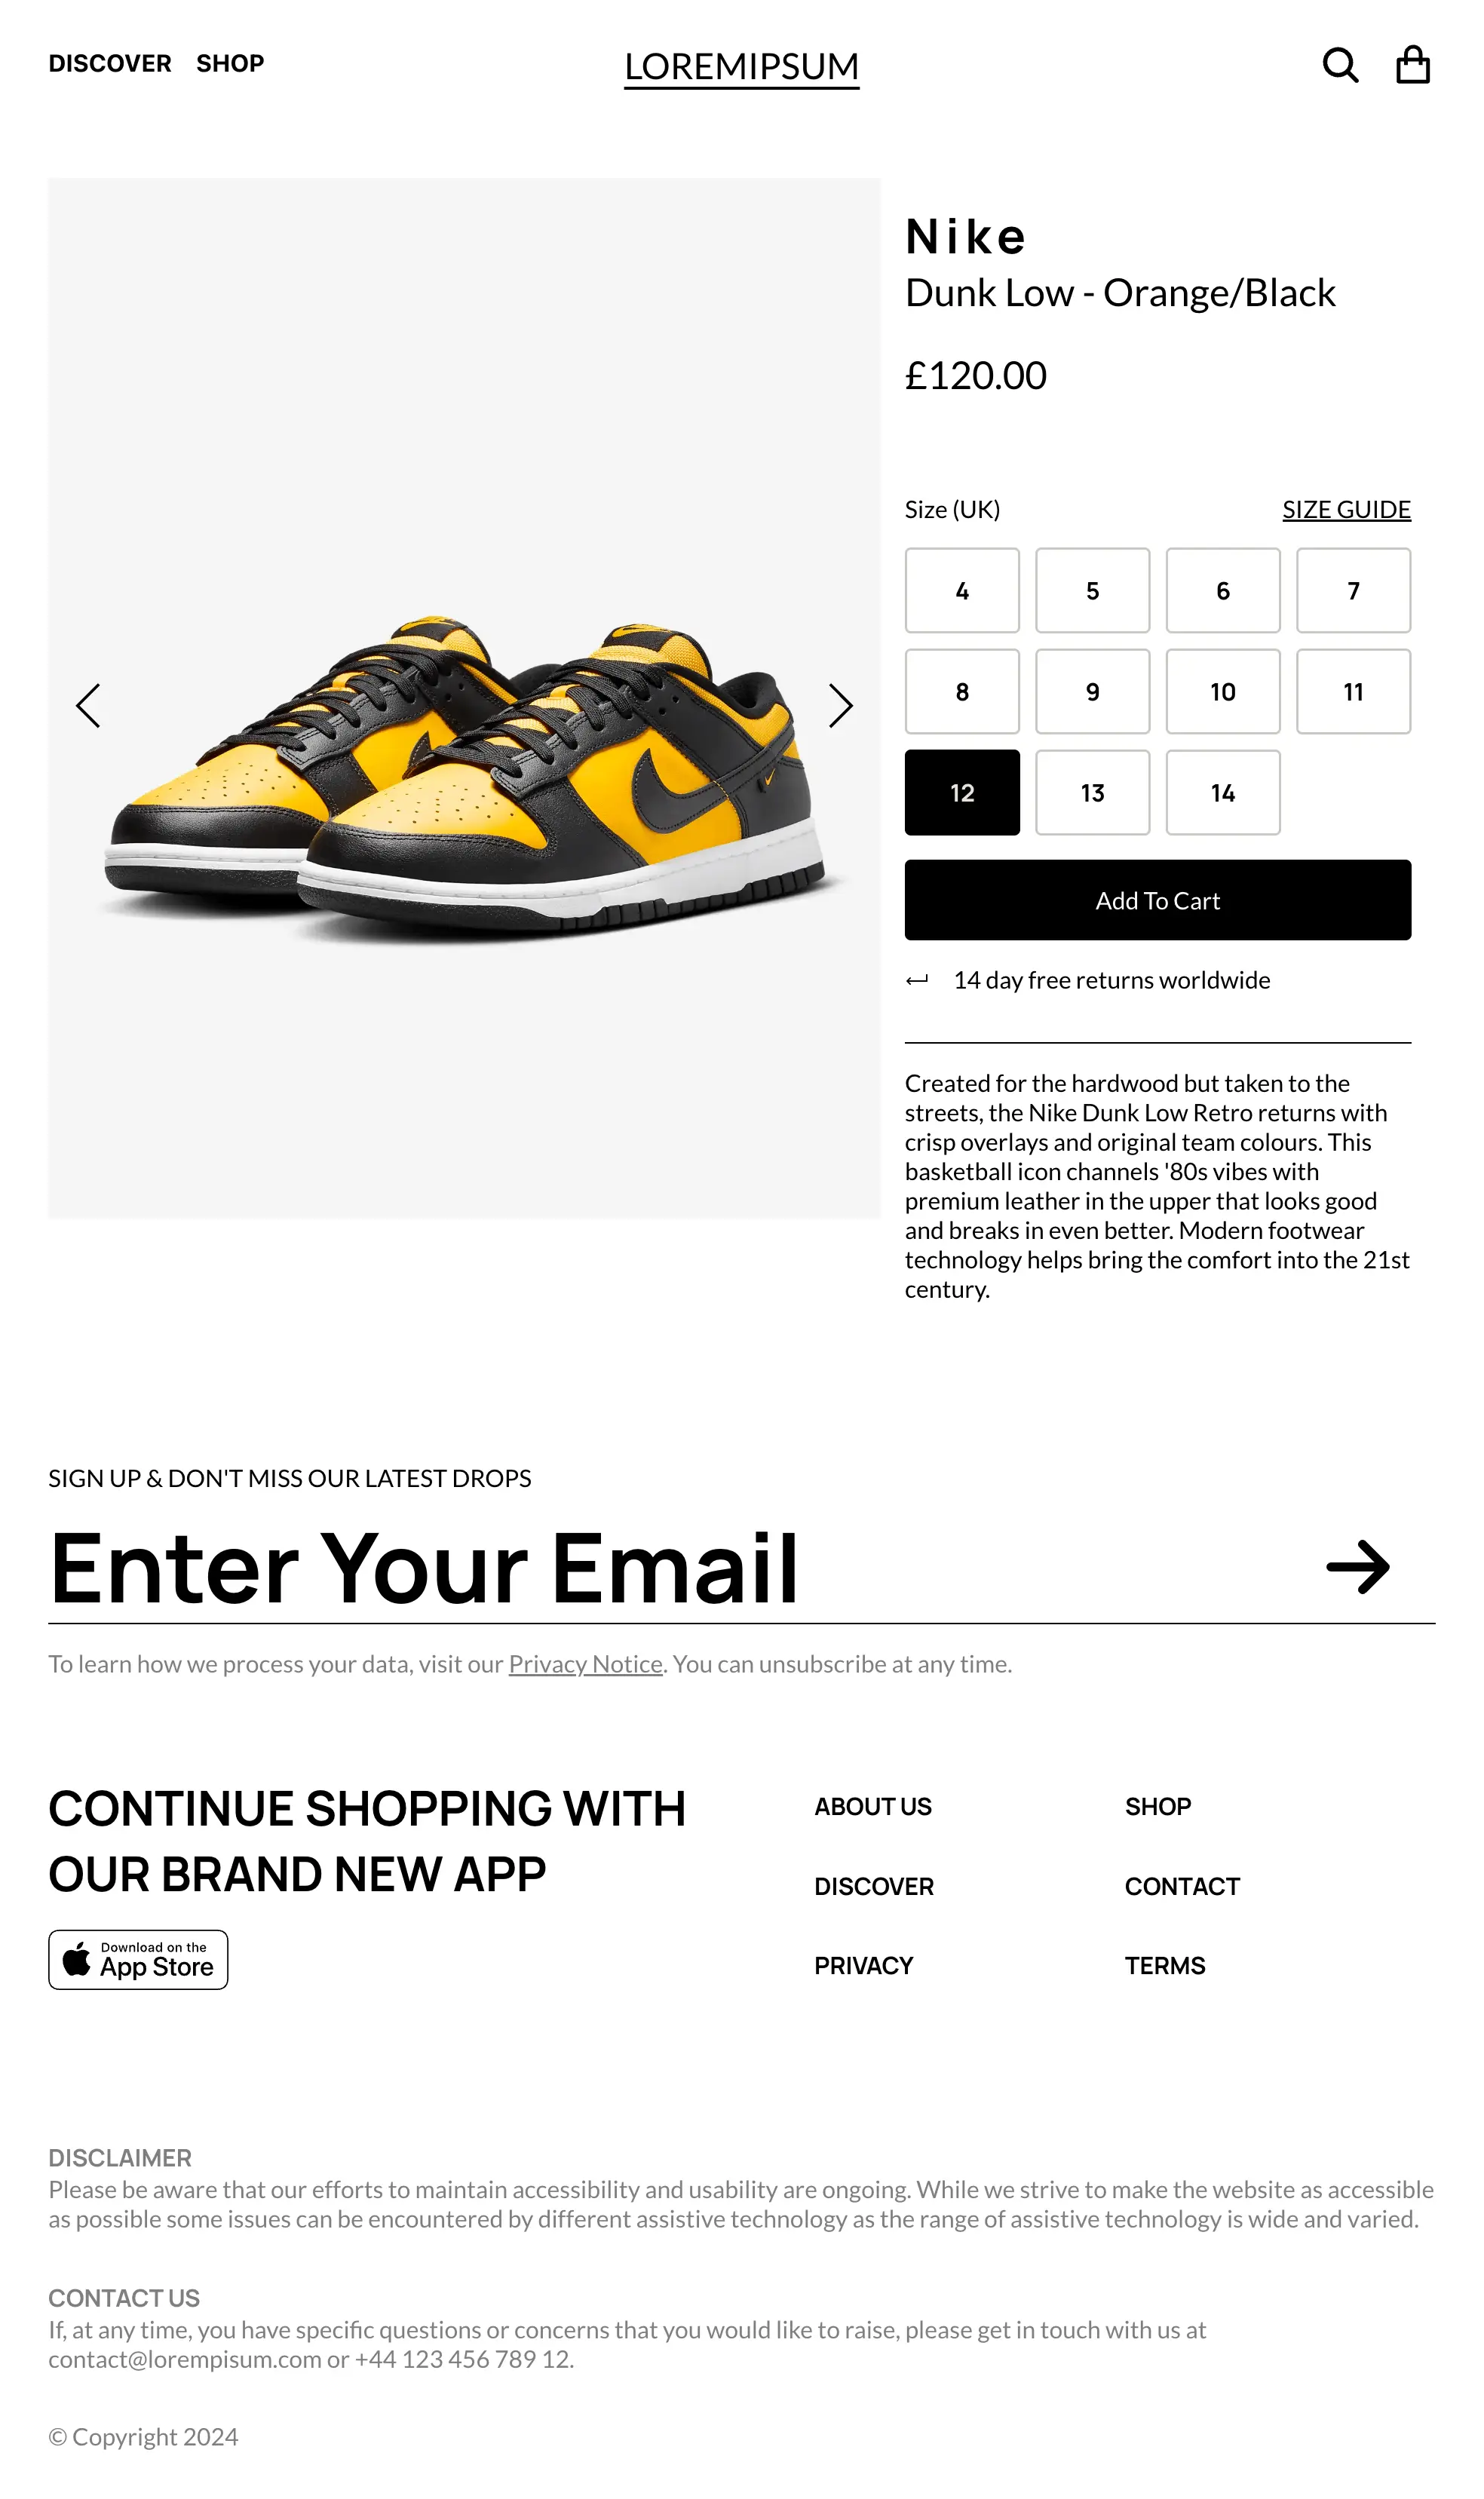 DISCOVER SHOP LOREMIPSUM
Nike
Dunk Low - Orange/Black
£120.00
Size (UK) SIZE GUIDE
4 5 6 7
8 9 10 11
12 13 14
Add To Cart
14 day free returns worldwide
Created for the hardwood but taken to the
streets, the Nike Dunk Low Retro returns with
crisp overlays and original team colours. This
basketball icon channels '80s vibes with
premium leather in the upper that looks good
and breaks in even better. Modern footwear
technology helps bring the comfort into the 21st
century.
SIGN UP & DON'T MISS OUR LATEST DROPS
Enter Your Email
To learn how we process your data, visit our Privacy Notice. You can unsubscribe at any time.
CONTINUE SHOPPING WITH
OUR BRAND NEW APP
Download on the
App Store
ABOUT US SHOP
DISCOVER CONTACT
PRIVACY TERMS
DISCLAIMER
Please be aware that our efforts to maintain accessibility and usability are ongoing. While we strive to make the website as accessible
as possible some issues can be encountered by different assistive technology as the range of assistive technology is wide and varied.
CONTACT US
If, at any time, you have specific questions or concerns that you would like to raise, please get in touch with us at
contact@lorempisum.com or +44 123 456 789 12.
© Copyright 2024